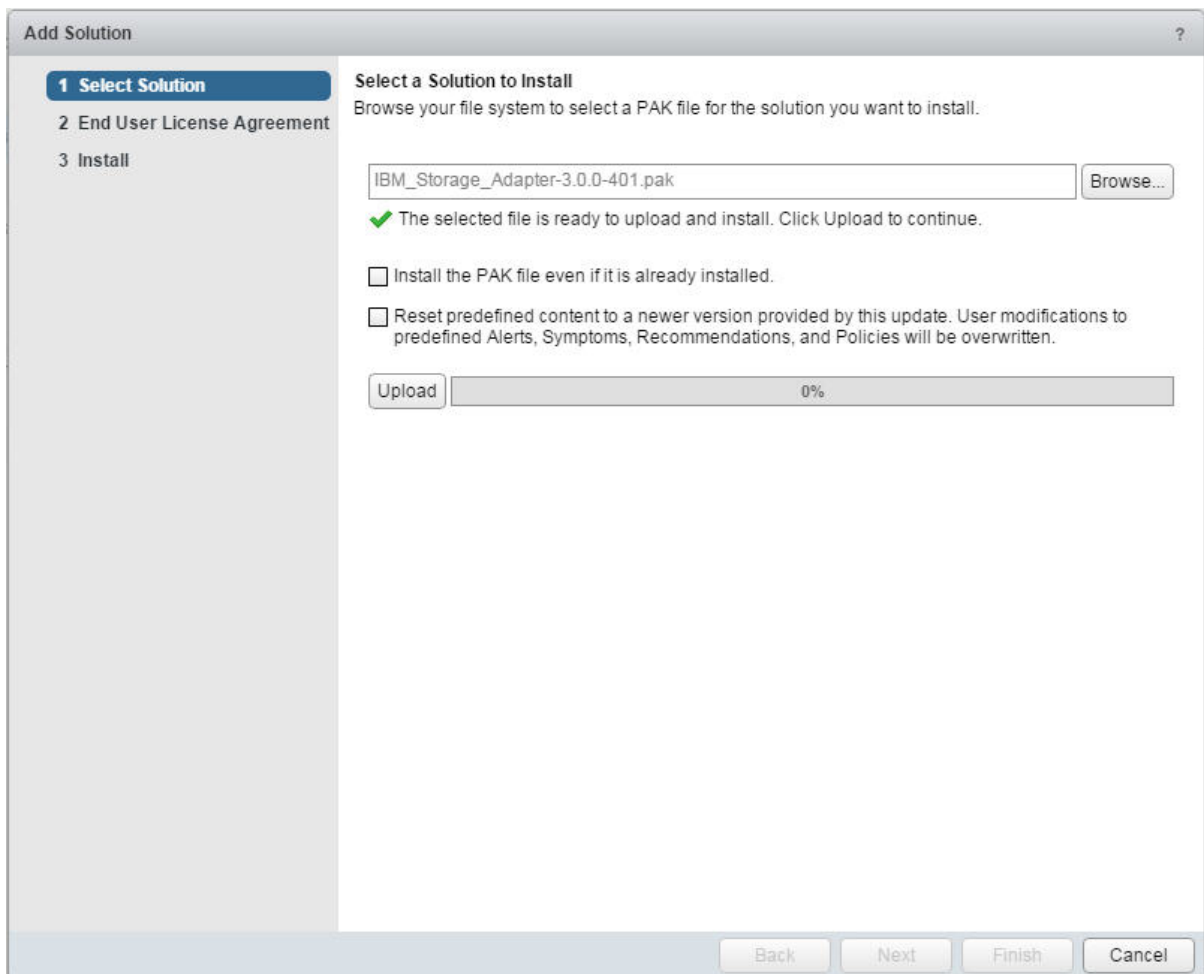 Add Solution
?
1 Select Solution
2 End User License Agreement
3 Install
Select a Solution to Install
Browse your file system to select a PAK file for the solution you want to install.
IBM_Storage_Adapter-3.0.0-401.pak
Browse...
The selected file is ready to upload and install. Click Upload to continue.
Install the PAK file even if it is already installed.
Reset predefined content to a newer version provided by this update. User modifications to
predefined Alerts, Symptoms, Recommendations, and Policies will be overwritten.
Upload
0%
Back
Next
Finish
Cancel